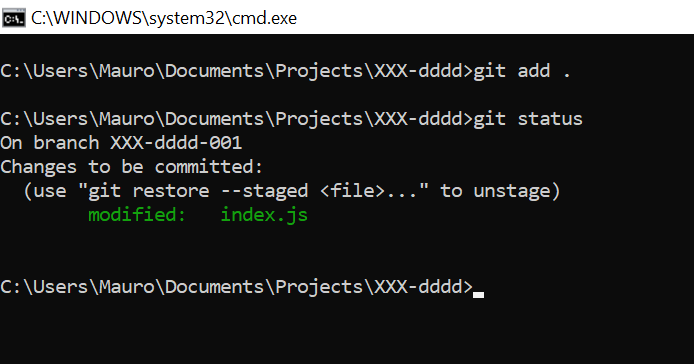 C:\WINDOWS\system32\cmd.exe
C:\Users\Mauro\Documents\Projects\XXX-dddd>git add .
C:\Users\Mauro\Documents\Projects\XXX-dddd>git status
On branch XXX-dddd-001
Changes to be committed:
  (use "git restore --staged <file>..." to unstage)
        modified:   index.js
C:\Users\Mauro\Documents\Projects\XXX-dddd>